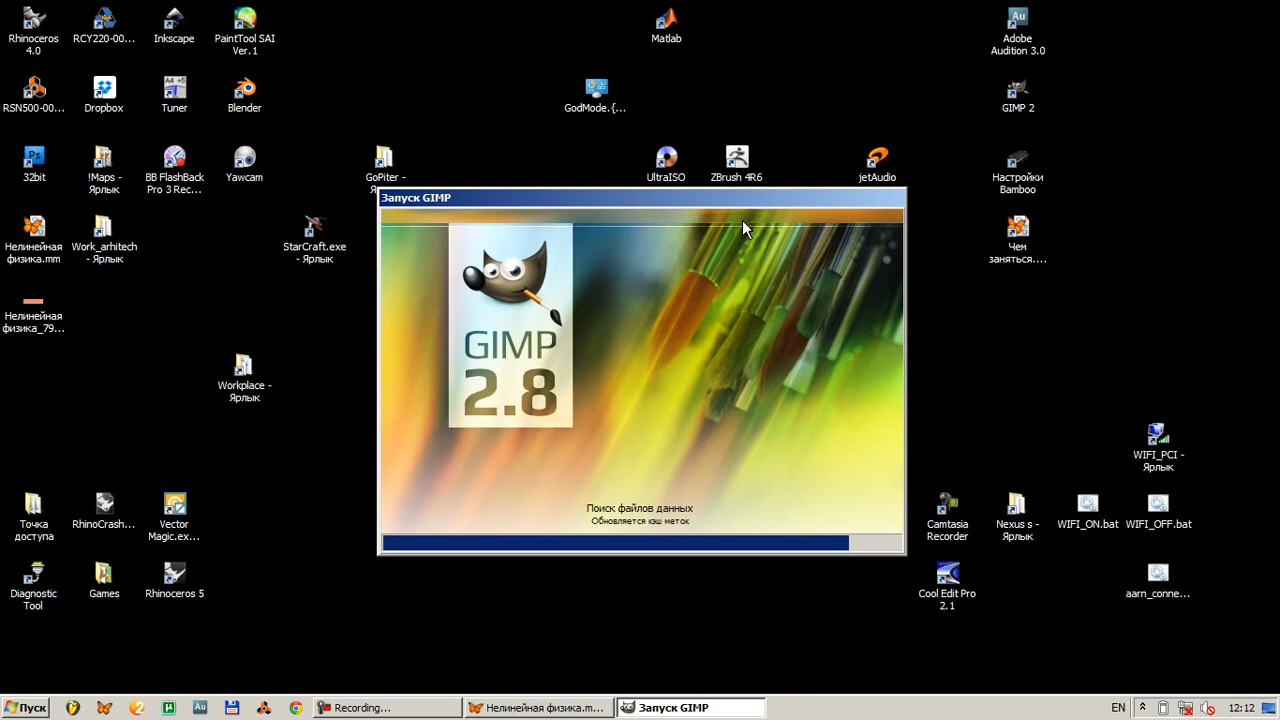 Rhinoceros
4.0
RCY220-00...
Inkscape
PaintTool SAI
Ver.1
Matlab
Adobe
Audition 3.0
RSN500-00...
Dropbox
Tuner
Blender
GodMode.{...
GIMP 2
32bit
!Maps -
Ярлык
BB FlashBack
Pro 3 Rec...
Yawcam
GoPiter -
Ярлык
UltraISO
ZBrush 4R6
jetAudio
Настройки
Bamboo
Запуск GIMP
Нелинейная
физика.mm
Work_arhitech
- Ярлык
StarCraft.exe
- Ярлык
Чем
заняться....
Нелинейная
физика_79...
GIMP
2.8
Workplace -
Ярлык
WIFI_PCI -
Ярлык
Поиск файлов данных
Обновляется кэш меток
Точка
доступа
RhinoCrash...
Vector
Magic.ex...
Camtasia
Recorder
Nexus s -
Ярлык
WIFI_ON.bat
WIFI_OFF.bat
Diagnostic
Tool
Games
Rhinoceros 5
Cool Edit Pro
2.1
aarn_conne...
Пуск
Recording...
Нелинейная физика.m...
Запуск GIMP
EN
12:12